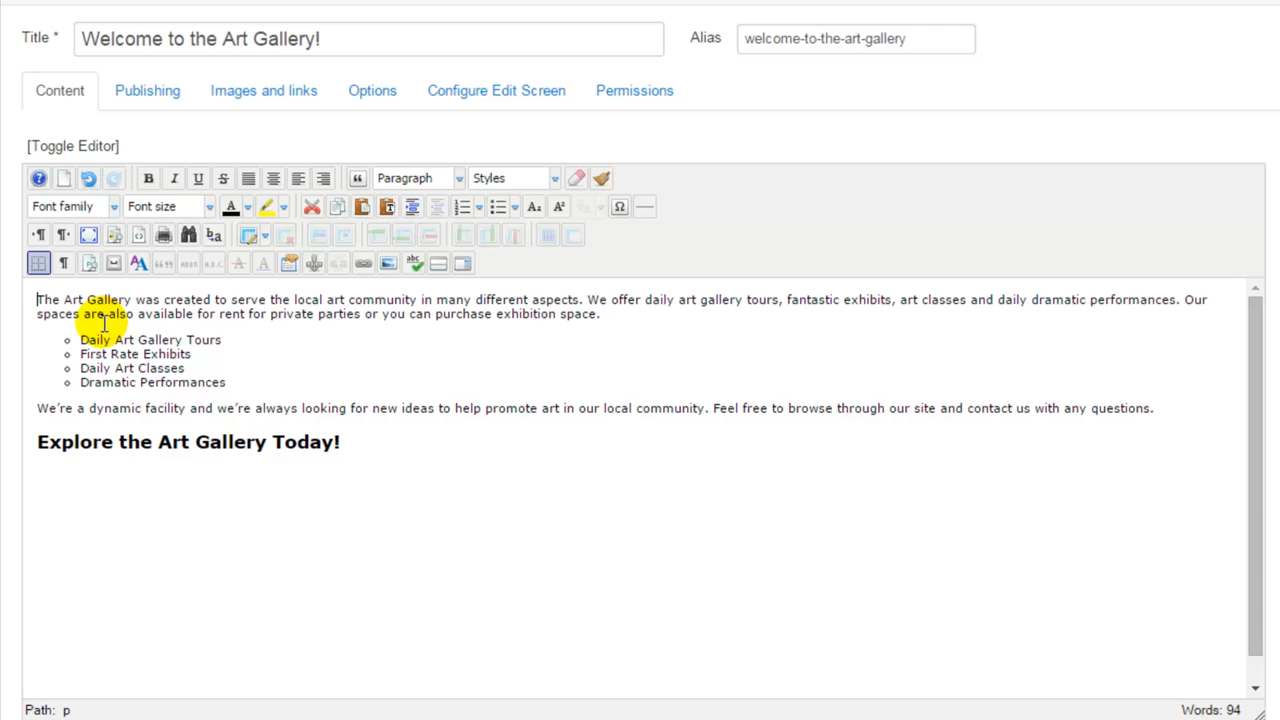 Title * Welcome to the Art Gallery! Alias welcome-to-the-art-gallery
Content Publishing Images and links Options Configure Edit Screen Permissions
[Toggle Editor]
Paragraph Styles
Font family Font size
The Art Gallery was created to serve the local art community in many different aspects. We offer daily art gallery tours, fantastic exhibits, art classes and daily dramatic performances. Our
spaces are also available for rent for private parties or you can purchase exhibition space.
Daily Art Gallery Tours
First Rate Exhibits
Daily Art Classes
Dramatic Performances
We're a dynamic facility and we're always looking for new ideas to help promote art in our local community. Feel free to browse through our site and contact us with any questions.
Explore the Art Gallery Today!
Path: p Words: 94